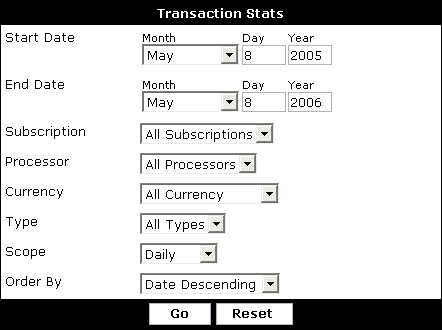 Transaction Stats
Start Date Month Day Year
May 8 2005
End Date Month Day Year
May 8 2006
Subscription All Subscriptions
Processor All Processors
Currency All Currency
Type All Types
Scope Daily
Order By Date Descending
Go Reset